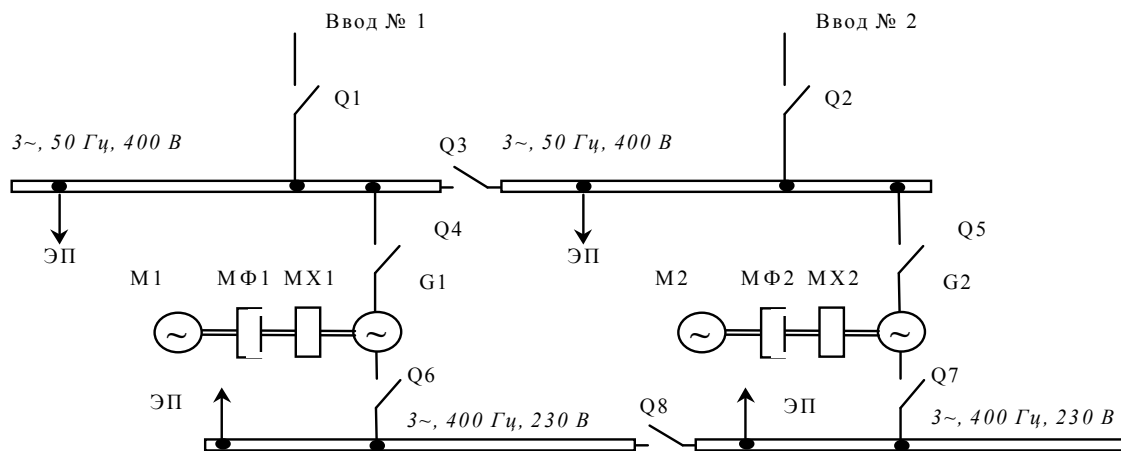 Ввод № 1
Ввод № 2
Q1
Q2
3~, 50 Гц, 400 В
Q3
3~, 50 Гц, 400 В
Q4
Q5
ЭП
ЭП
М1
МФ1
МХ1
G1
М2
МФ2
МХ2
G2
~
~
~
~
Q6
Q7
ЭП
3~, 400 Гц, 230 В
Q8
ЭП
3~, 400 Гц, 230 В